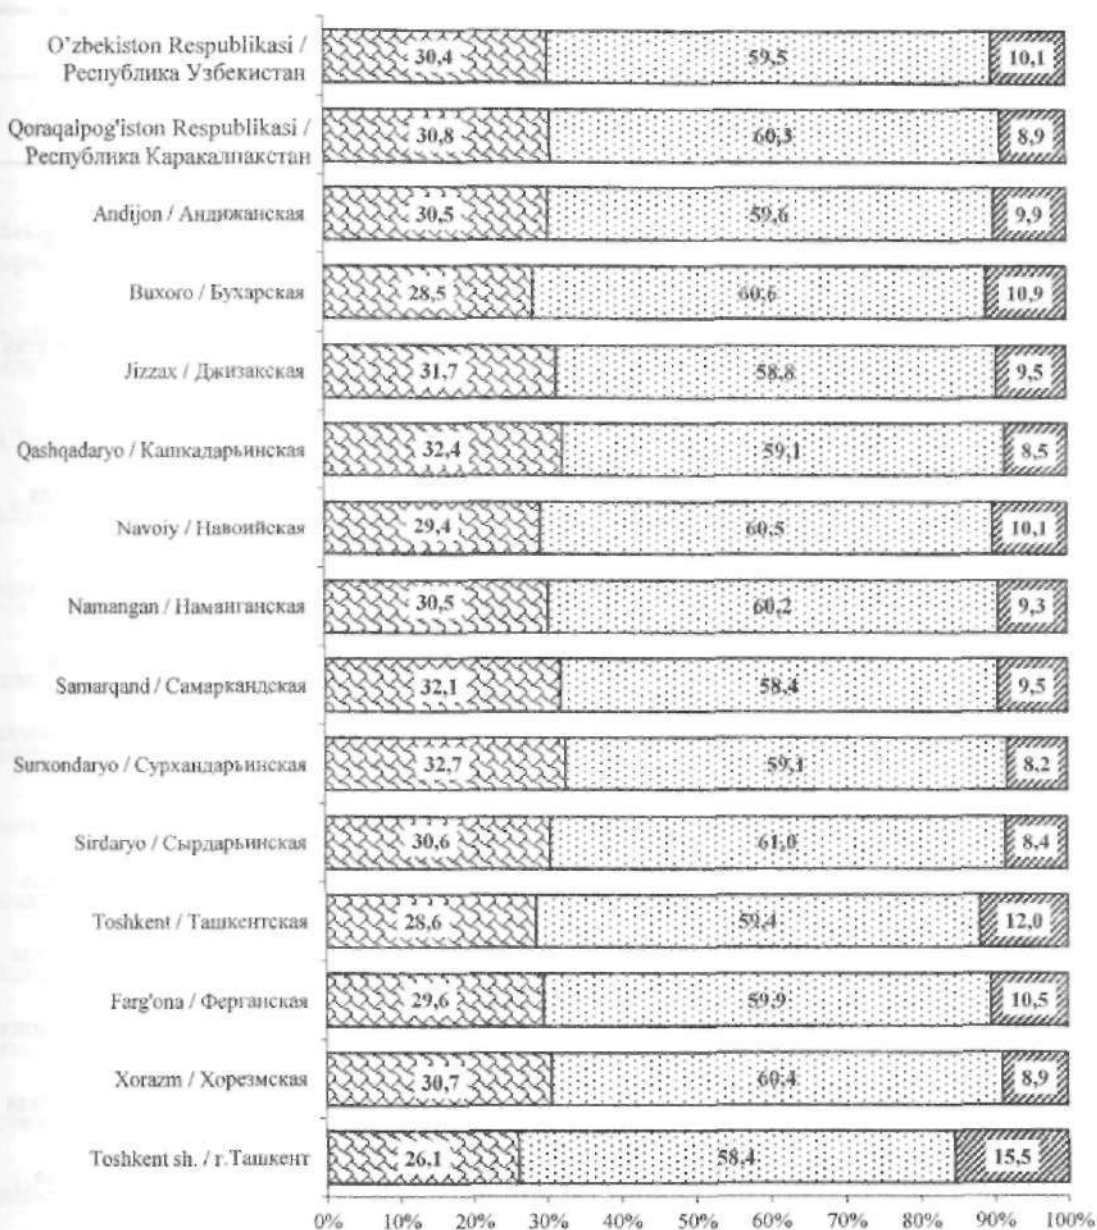 O'zbekiston Respublikasi /
Республика Узбекистан
30,4 59,5 10,1
Qoraqalpog'iston Respublikasi /
Республика Каракалпакстан
30,8 60,3 8,9
Andijon / Андижанская 30,5 59,6 9,9
Buxoro / Бухарская 28,5 60,6 10,9
Jizzax / Джизакская 31,7 58,8 9,5
Qashqadaryo / Кашкадарьинская 32,4 59,1 8,5
Navoiy / Навоийская 29,4 60,5 10,1
Namangan / Наманганская 30,5 60,2 9,3
Samarqand / Самаркандская 32,1 58,4 9,5
Surxondaryo / Сурхандарьинская 32,7 59,1 8,2
Sirdaryo / Сырдарьинская 30,6 61,0 8,4
Toshkent / Ташкентская 28,6 59,4 12,0
Farg'ona / Ферганская 29,6 59,9 10,5
Xorazm / Хорезмская 30,7 60,4 8,9
Toshkent sh. / г.Ташкент 26,1 58,4 15,5
0% 10% 20% 30% 40% 50% 60% 70% 80% 90% 100%